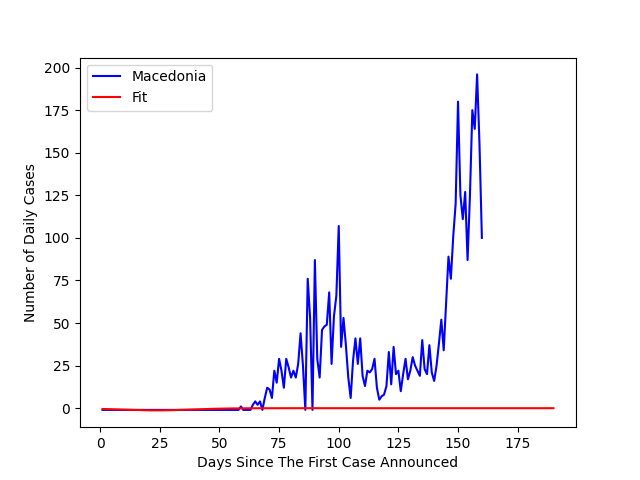 Macedonia
Fit
Number of Daily Cases
200
175
150
125
100
75
50
25
0
0 25 50 75 100 125 150 175
Days Since The First Case Announced